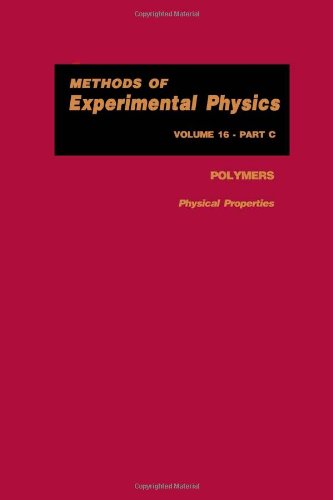 METHODS OF
Experimental Physics
VOLUME 16 - PART C
POLYMERS
Physical Properties